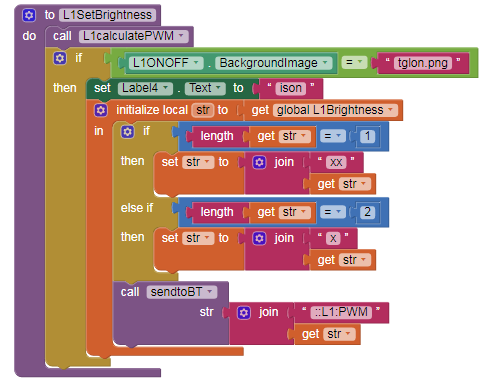 to L1SetBrightness
do call L1calculatePWM
if L1ONOFF . BackgroundImage = " tglon.png "
then set Label4 . Text to " ison "
initialize local str to get global L1Brightness
in if length get str = 1
then set str to join " xx "
get str
else if length get str = 2
then set str to join " x "
get str
call sendtoBT
str join " ::L1:PWM "
get str